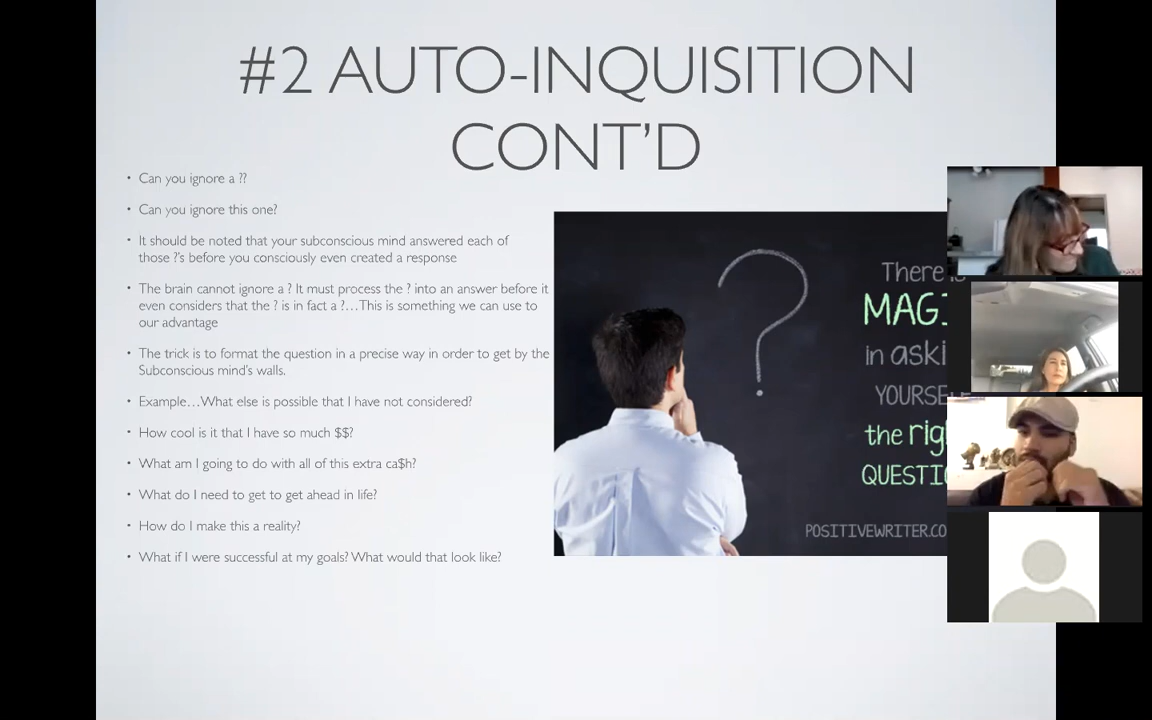 #2 AUTO-INQUISITION
CONT'D
• Can you ignore a ??
• Can you ignore this one?
• It should be noted that your subconscious mind answered each of
those ?'s before you consciously even created a response
• The brain cannot ignore a ? It must process the ? into an answer before it
even considers that the ? is in fact a ?…This is something we can use to
our advantage
• The trick is to format the question in a precise way in order to get by the
Subconscious mind's walls.
• Example…What else is possible that I have not considered?
• How cool is it that I have so much $$?
• What am I going to do with all of this extra ca$h?
• What do I need to get to get ahead in life?
• How do I make this a reality?
• What if I were successful at my goals? What would that look like?
There
MAG
in aski
YOURSE
the rig
QUESTI
POSITIVEWRITER.CO